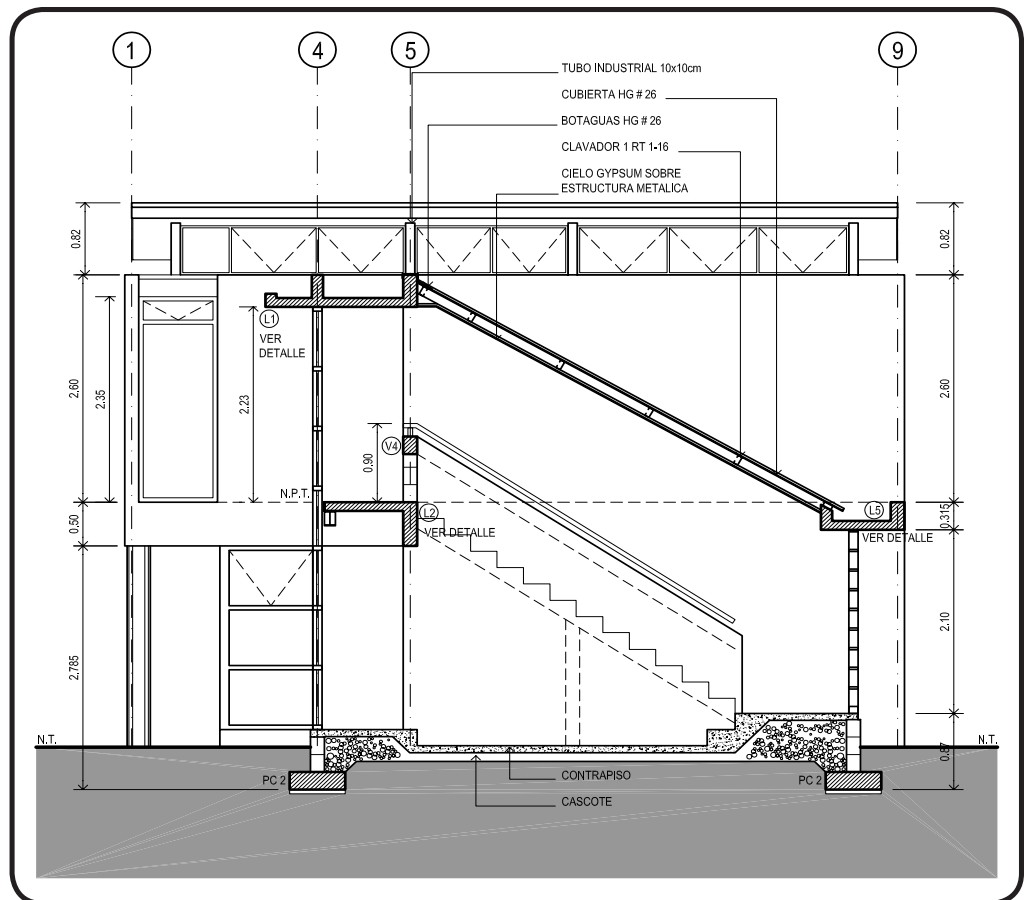 1
4
5
9
TUBO INDUSTRIAL 10x10cm
CUBIERTA HG # 26
BOTAGUAS HG # 26
CLAVADOR 1 RT 1-16
CIELO GYPSUM SOBRE
ESTRUCTURA METALICA
0.82
0.82
L1
VER
DETALLE
2.60
2.35
2.23
2.60
0.90
V4
N.P.T.
L2
VER DETALLE
L5
VER DETALLE
0.50
0.315
2.10
2.785
N.T.
N.T.
0.87
PC 2
PC 2
CONTRAPISO
CASCOTE